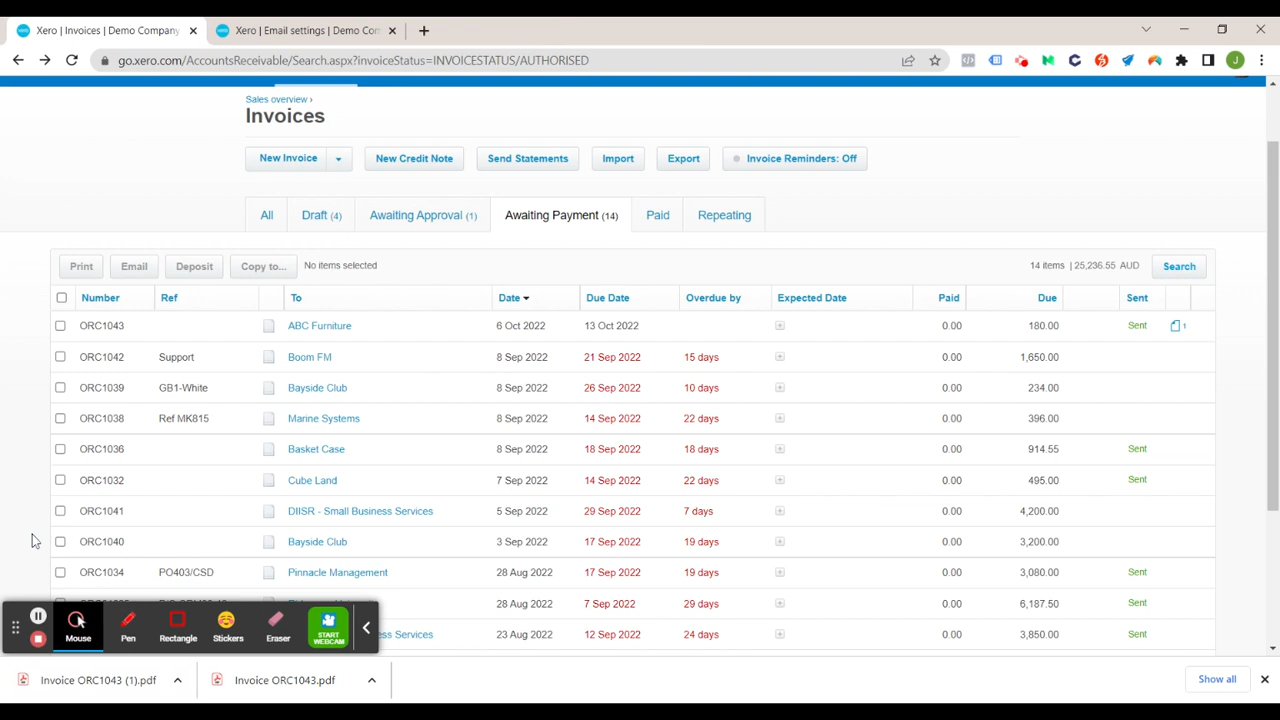 Xero | Invoices | Demo Company
Xero | Email settings | Demo Com
go.xero.com/AccountsReceivable/Search.aspx?invoiceStatus=INVOICESTATUS/AUTHORISED
J
Sales overview ›
Invoices
New Invoice
New Credit Note
Send Statements
Import
Export
Invoice Reminders: Off
All
Draft (4)
Awaiting Approval (1)
Awaiting Payment (14)
Paid
Repeating
Print
Email
Deposit
Copy to...
No items selected
14 items | 25,236.55 AUD
Search
Number Ref To Date Due Date Overdue by Expected Date Paid Due Sent
ORC1043 ABC Furniture 6 Oct 2022 13 Oct 2022 0.00 180.00 Sent 1
ORC1042 Support Boom FM 8 Sep 2022 21 Sep 2022 15 days 0.00 1,650.00
ORC1039 GB1-White Bayside Club 8 Sep 2022 26 Sep 2022 10 days 0.00 234.00
ORC1038 Ref MK815 Marine Systems 8 Sep 2022 14 Sep 2022 22 days 0.00 396.00
ORC1036 Basket Case 8 Sep 2022 18 Sep 2022 18 days 0.00 914.55 Sent
ORC1032 Cube Land 7 Sep 2022 14 Sep 2022 22 days 0.00 495.00 Sent
ORC1041 DIISR - Small Business Services 5 Sep 2022 29 Sep 2022 7 days 0.00 4,200.00
ORC1040 Bayside Club 3 Sep 2022 17 Sep 2022 19 days 0.00 3,200.00
ORC1034 PO403/CSD Pinnacle Management 28 Aug 2022 17 Sep 2022 19 days 0.00 3,080.00 Sent
28 Aug 2022 7 Sep 2022 29 days 0.00 6,187.50 Sent
ess Services 23 Aug 2022 12 Sep 2022 24 days 0.00 3,850.00 Sent
Mouse
Pen
Rectangle
Stickers
Eraser
START
WEBCAM
Invoice ORC1043 (1).pdf
Invoice ORC1043.pdf
Show all